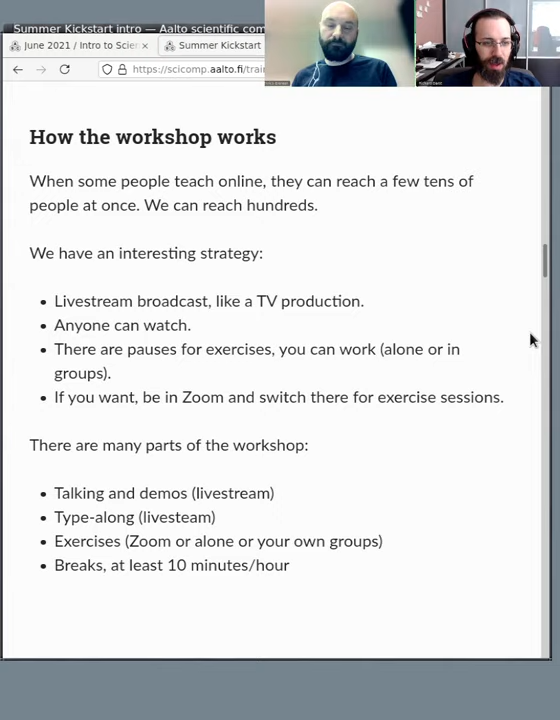 Summer Kickstart intro — Aalto scientific com
June 2021 / Intro to Scier
Summer Kickstart
https://scicomp.aalto.fi/trai
How the workshop works
When some people teach online, they can reach a few tens of
people at once. We can reach hundreds.
We have an interesting strategy:
• Livestream broadcast, like a TV production.
• Anyone can watch.
• There are pauses for exercises, you can work (alone or in
groups).
• If you want, be in Zoom and switch there for exercise sessions.
There are many parts of the workshop:
• Talking and demos (livestream)
• Type-along (livesteam)
• Exercises (Zoom or alone or your own groups)
• Breaks, at least 10 minutes/hour